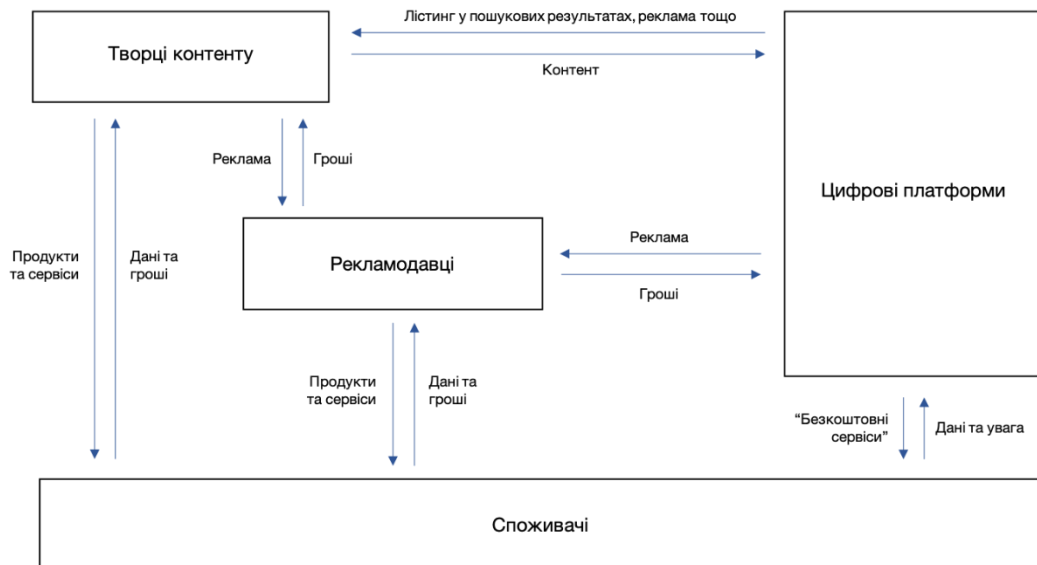 Лістинг у пошукових результатах, реклама тощо
Творці контенту
Контент
Реклама
Гроші
Цифрові платформи
Продукти
та сервіси
Дані та
гроші
Рекламодавці
Реклама
Гроші
Продукти
та сервіси
Дані та
гроші
“Безкоштовні
сервіси”
Дані та увага
Споживачі